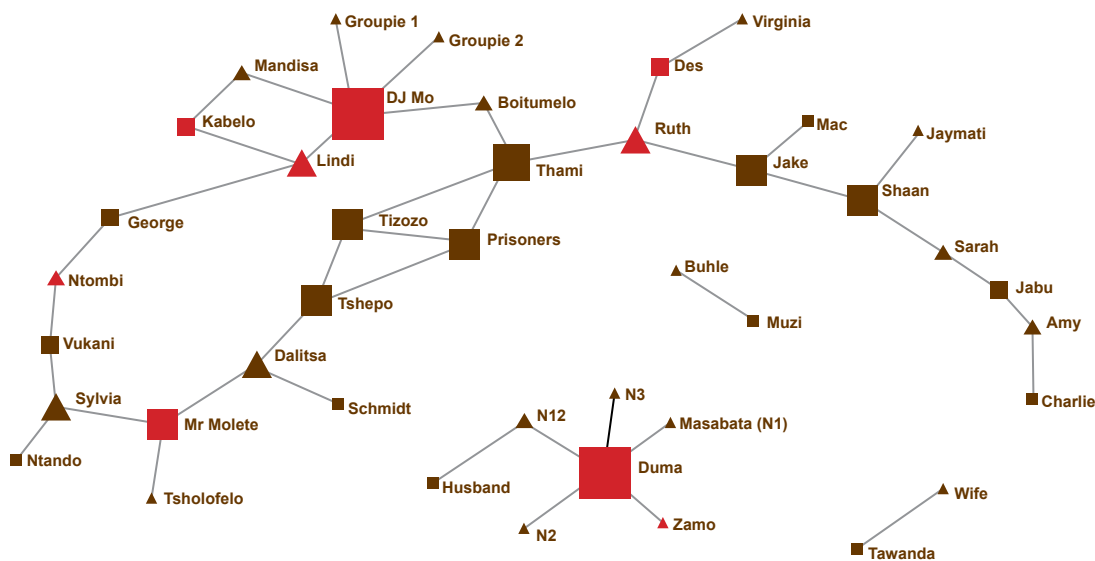 Groupie 1
Virginia
Groupie 2
Mandisa
Des
DJ Mo
Boitumelo
Kabelo
Mac
Ruth
Jaymati
Lindi
Thami
Jake
Shaan
George
Tizozo
Prisoners
Sarah
Buhle
Ntombi
Jabu
Tshepo
Muzi
Amy
Vukani
Dalitsa
N3
Sylvia
Schmidt
Charlie
N12
Masabata (N1)
Mr Molete
Ntando
Duma
Husband
Wife
Tsholofelo
Zamo
N2
Tawanda